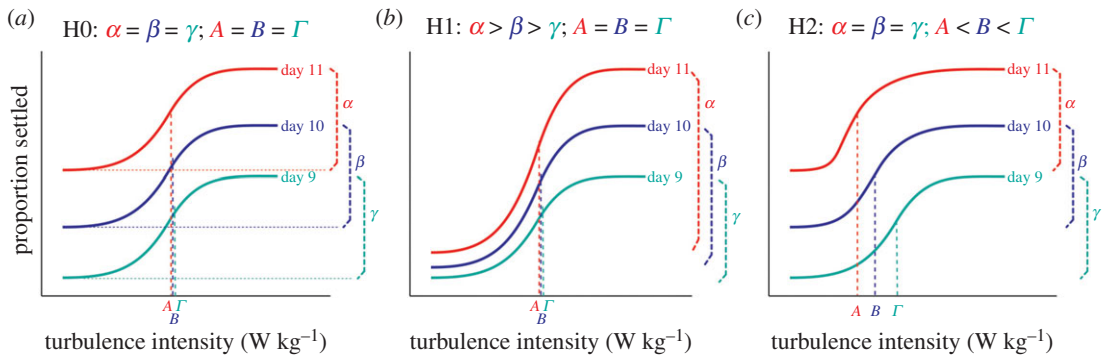 (a) H0: α = β = γ; A = B = Γ
proportion settled
day 11
day 10
day 9
α
β
γ
A Γ
B
turbulence intensity (W kg⁻¹)
(b) H1: α > β > γ; A = B = Γ
day 11
day 10
day 9
α
β
γ
A Γ
B
turbulence intensity (W kg⁻¹)
(c) H2: α = β = γ; A < B < Γ
day 11
day 10
day 9
α
β
γ
A B Γ
turbulence intensity (W kg⁻¹)